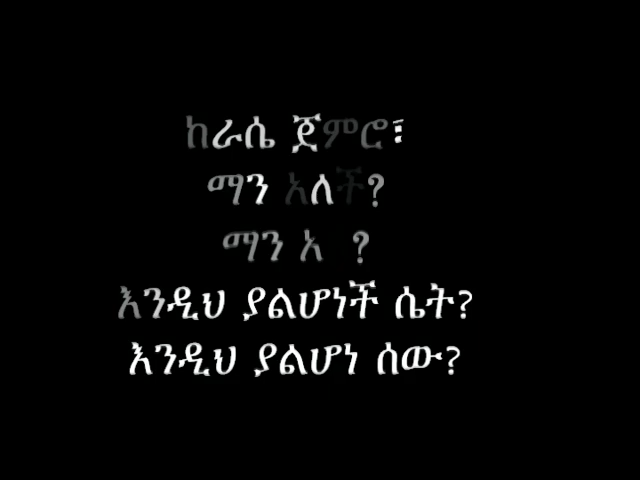 ከራሴ ጀምሮ፣
ማን አለች?
ማን አ ?
እንዲህ ያልሆነች ሴት?
እንዲህ ያልሆነ ሰው?